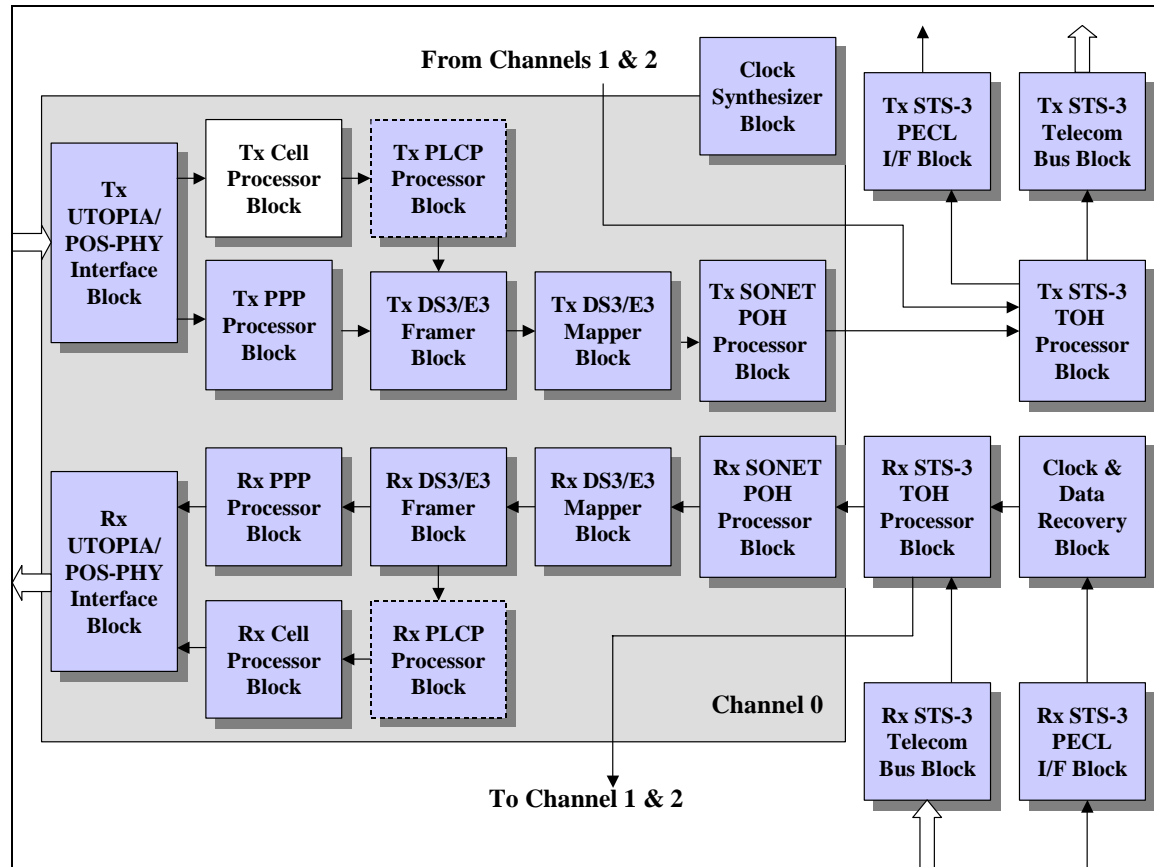 From Channels 1 & 2
Clock
Synthesizer
Block
Tx STS-3
PECL
I/F Block
Tx STS-3
Telecom
Bus Block
Tx
UTOPIA/
POS-PHY
Interface
Block
Tx Cell
Processor
Block
Tx PLCP
Processor
Block
Tx PPP
Processor
Block
Tx DS3/E3
Framer
Block
Tx DS3/E3
Mapper
Block
Tx SONET
POH
Processor
Block
Tx STS-3
TOH
Processor
Block
Rx
UTOPIA/
POS-PHY
Interface
Block
Rx PPP
Processor
Block
Rx DS3/E3
Framer
Block
Rx DS3/E3
Mapper
Block
Rx SONET
POH
Processor
Block
Rx STS-3
TOH
Processor
Block
Clock &
Data
Recovery
Block
Rx Cell
Processor
Block
Rx PLCP
Processor
Block
Channel 0
Rx STS-3
Telecom
Bus Block
Rx STS-3
PECL
I/F Block
To Channel 1 & 2